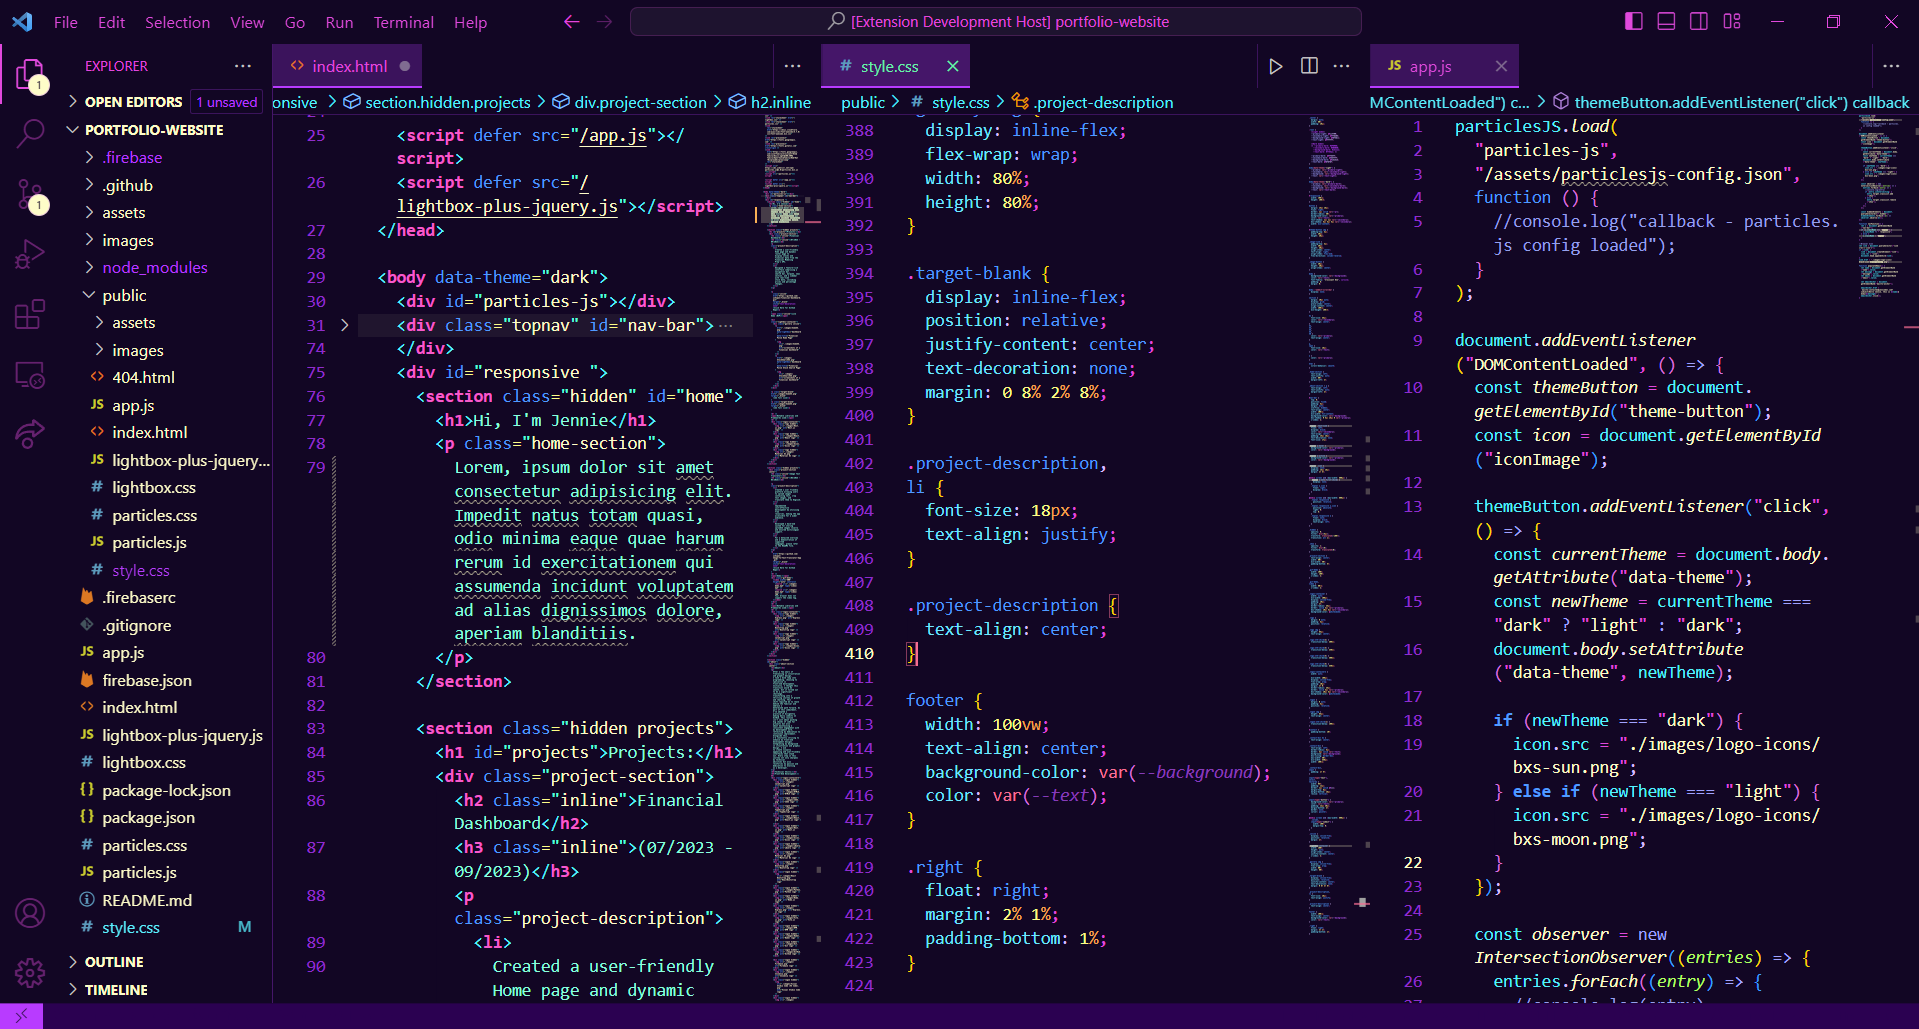 File Edit Selection View Go Run Terminal Help
[Extension Development Host] portfolio-website
EXPLORER
1
1
OPEN EDITORS 1 unsaved
PORTFOLIO-WEBSITE
.firebase
.github
assets
images
node_modules
public
assets
images
404.html
JS app.js
index.html
JS lightbox-plus-jquery...
# lightbox.css
# particles.css
JS particles.js
# style.css
.firebaserc
.gitignore
JS app.js
firebase.json
index.html
JS lightbox-plus-jquery.js
# lightbox.css
{} package-lock.json
{} package.json
# particles.css
JS particles.js
README.md
# style.css M
OUTLINE
TIMELINE
<> index.html
onsive > section.hidden.projects > div.project-section > h2.inline
25 <script defer src="/app.js"></
script>
26 <script defer src="/
lightbox-plus-jquery.js"></script>
27 </head>
28
29 <body data-theme="dark">
30 <div id="particles-js"></div>
31 <div class="topnav" id="nav-bar"> ...
74 </div>
75 <div id="responsive ">
76 <section class="hidden" id="home">
77 <h1>Hi, I'm Jennie</h1>
78 <p class="home-section">
79 Lorem, ipsum dolor sit amet
consectetur adipisicing elit.
Impedit natus totam quasi,
odio minima eaque quae harum
rerum id exercitationem qui
assumenda incidunt voluptatem
ad alias dignissimos dolore,
aperiam blanditiis.
80 </p>
81 </section>
82
83 <section class="hidden projects">
84 <h1 id="projects">Projects:</h1>
85 <div class="project-section">
86 <h2 class="inline">Financial
Dashboard</h2>
87 <h3 class="inline">(07/2023 -
09/2023)</h3>
88 <p
class="project-description">
89 <li>
90 Created a user-friendly
Home page and dynamic
# style.css
public > # style.css > .project-description
388 display: inline-flex;
389 flex-wrap: wrap;
390 width: 80%;
391 height: 80%;
392 }
393
394 .target-blank {
395 display: inline-flex;
396 position: relative;
397 justify-content: center;
398 text-decoration: none;
399 margin: 0 8% 2% 8%;
400 }
401
402 .project-description,
403 li {
404 font-size: 18px;
405 text-align: justify;
406 }
407
408 .project-description {
409 text-align: center;
410 }
411
412 footer {
413 width: 100vw;
414 text-align: center;
415 background-color: var(--background);
416 color: var(--text);
417 }
418
419 .right {
420 float: right;
421 margin: 2% 1%;
422 padding-bottom: 1%;
423 }
424
JS app.js
MContentLoaded") c... > themeButton.addEventListener("click") callback
1 particlesJS.load(
2 "particles-js",
3 "/assets/particlesjs-config.json",
4 function () {
5 //console.log("callback - particles.
js config loaded");
6 }
7 );
8
9 document.addEventListener
("DOMContentLoaded", () => {
10 const themeButton = document.
getElementById("theme-button");
11 const icon = document.getElementById
("iconImage");
12
13 themeButton.addEventListener("click",
() => {
14 const currentTheme = document.body.
getAttribute("data-theme");
15 const newTheme = currentTheme ===
"dark" ? "light" : "dark";
16 document.body.setAttribute
("data-theme", newTheme);
17
18 if (newTheme === "dark") {
19 icon.src = "./images/logo-icons/
bxs-sun.png";
20 } else if (newTheme === "light") {
21 icon.src = "./images/logo-icons/
bxs-moon.png";
22 }
23 });
24
25 const observer = new
IntersectionObserver((entries) => {
26 entries.forEach((entry) => {
//console.log(entry)